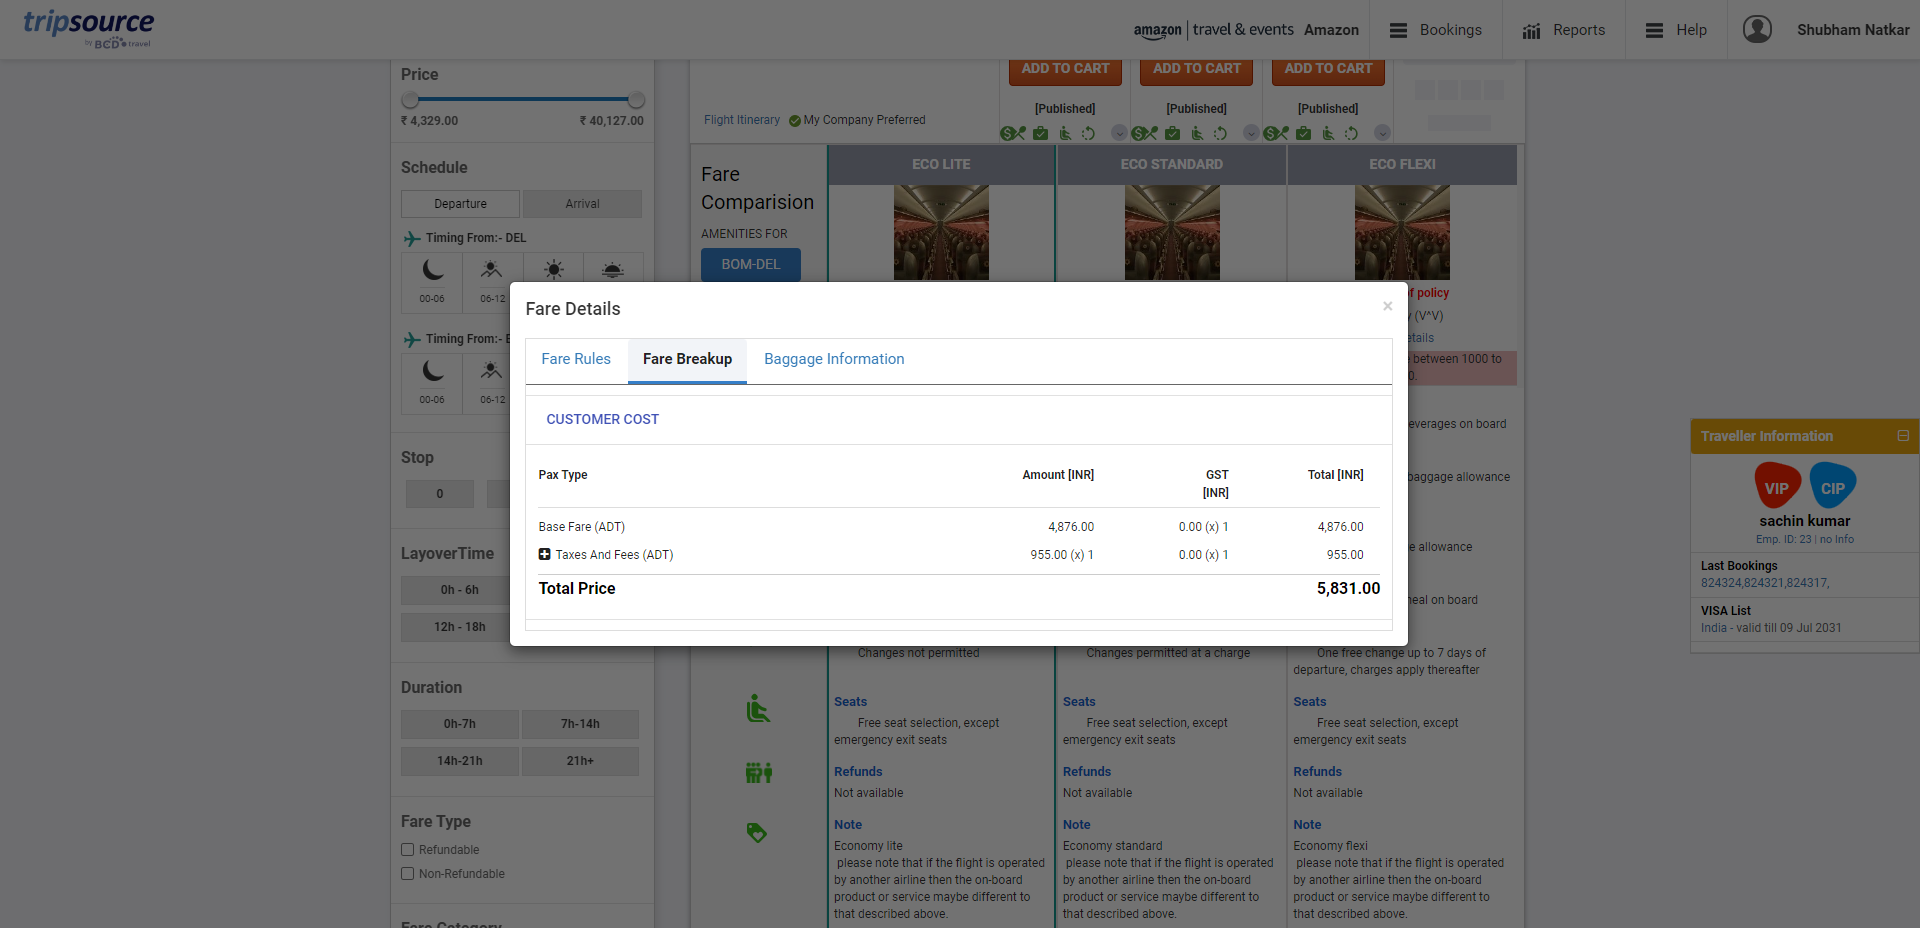 tripsource
by BCD travel
amazon | travel & events Amazon
Bookings
Reports
Help
Shubham Natkar
Price
₹ 4,329.00 ₹ 40,127.00
Schedule
Departure Arrival
Timing From:- DEL
00-06 06-12
Timing From:-
00-06 06-12
Stop
0
LayoverTime
0h - 6h
12h - 18h
Duration
0h-7h 7h-14h
14h-21h 21h+
Fare Type
Refundable
Non-Refundable
Fare Category
ADD TO CART ADD TO CART ADD TO CART
[Published] [Published] [Published]
Flight Itinerary My Company Preferred
Fare
Comparision
AMENITIES FOR
BOM-DEL
ECO LITE ECO STANDARD ECO FLEXI
of policy
(V^V)
etails
between 1000 to
0.
everages on board
baggage allowance
e allowance
neal on board
Fare Details
×
Fare Rules Fare Breakup Baggage Information
CUSTOMER COST
Pax Type Amount [INR] GST [INR] Total [INR]
Base Fare (ADT) 4,876.00 0.00 (x) 1 4,876.00
Taxes And Fees (ADT) 955.00 (x) 1 0.00 (x) 1 955.00
Total Price 5,831.00
Changes not permitted
Changes permitted at a charge
One free change up to 7 days of
departure, charges apply thereafter
Seats
Free seat selection, except
emergency exit seats
Seats
Free seat selection, except
emergency exit seats
Seats
Free seat selection, except
emergency exit seats
Refunds
Not available
Refunds
Not available
Refunds
Not available
Note
Economy lite
please note that if the flight is operated
by another airline then the on-board
product or service maybe different to
that described above.
Note
Economy standard
please note that if the flight is operated
by another airline then the on-board
product or service maybe different to
that described above.
Note
Economy flexi
please note that if the flight is operated
by another airline then the on-board
product or service maybe different to
that described above.
Traveller Information
VIP CIP
sachin kumar
Emp. ID: 23 | no Info
Last Bookings
824324,824321,824317,
VISA List
India - valid till 09 Jul 2031